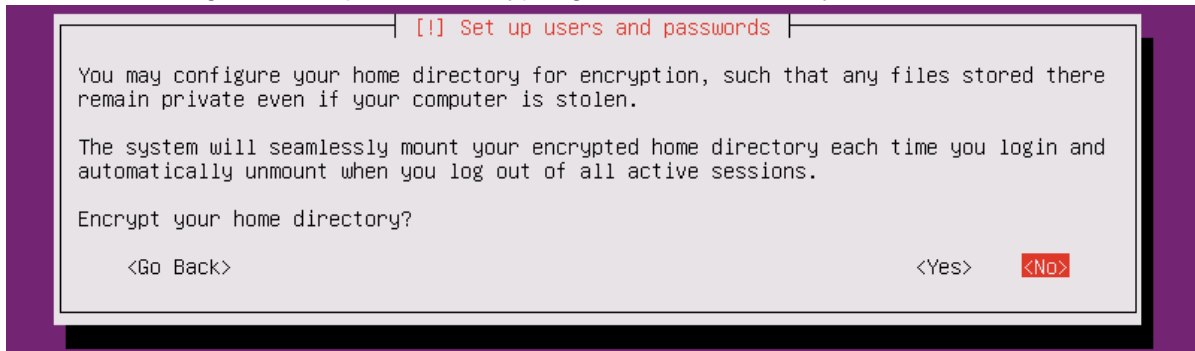 [!] Set up users and passwords
You may configure your home directory for encryption, such that any files stored there
remain private even if your computer is stolen.
The system will seamlessly mount your encrypted home directory each time you login and
automatically unmount when you log out of all active sessions.
Encrypt your home directory?
<Go Back> <Yes> <No>